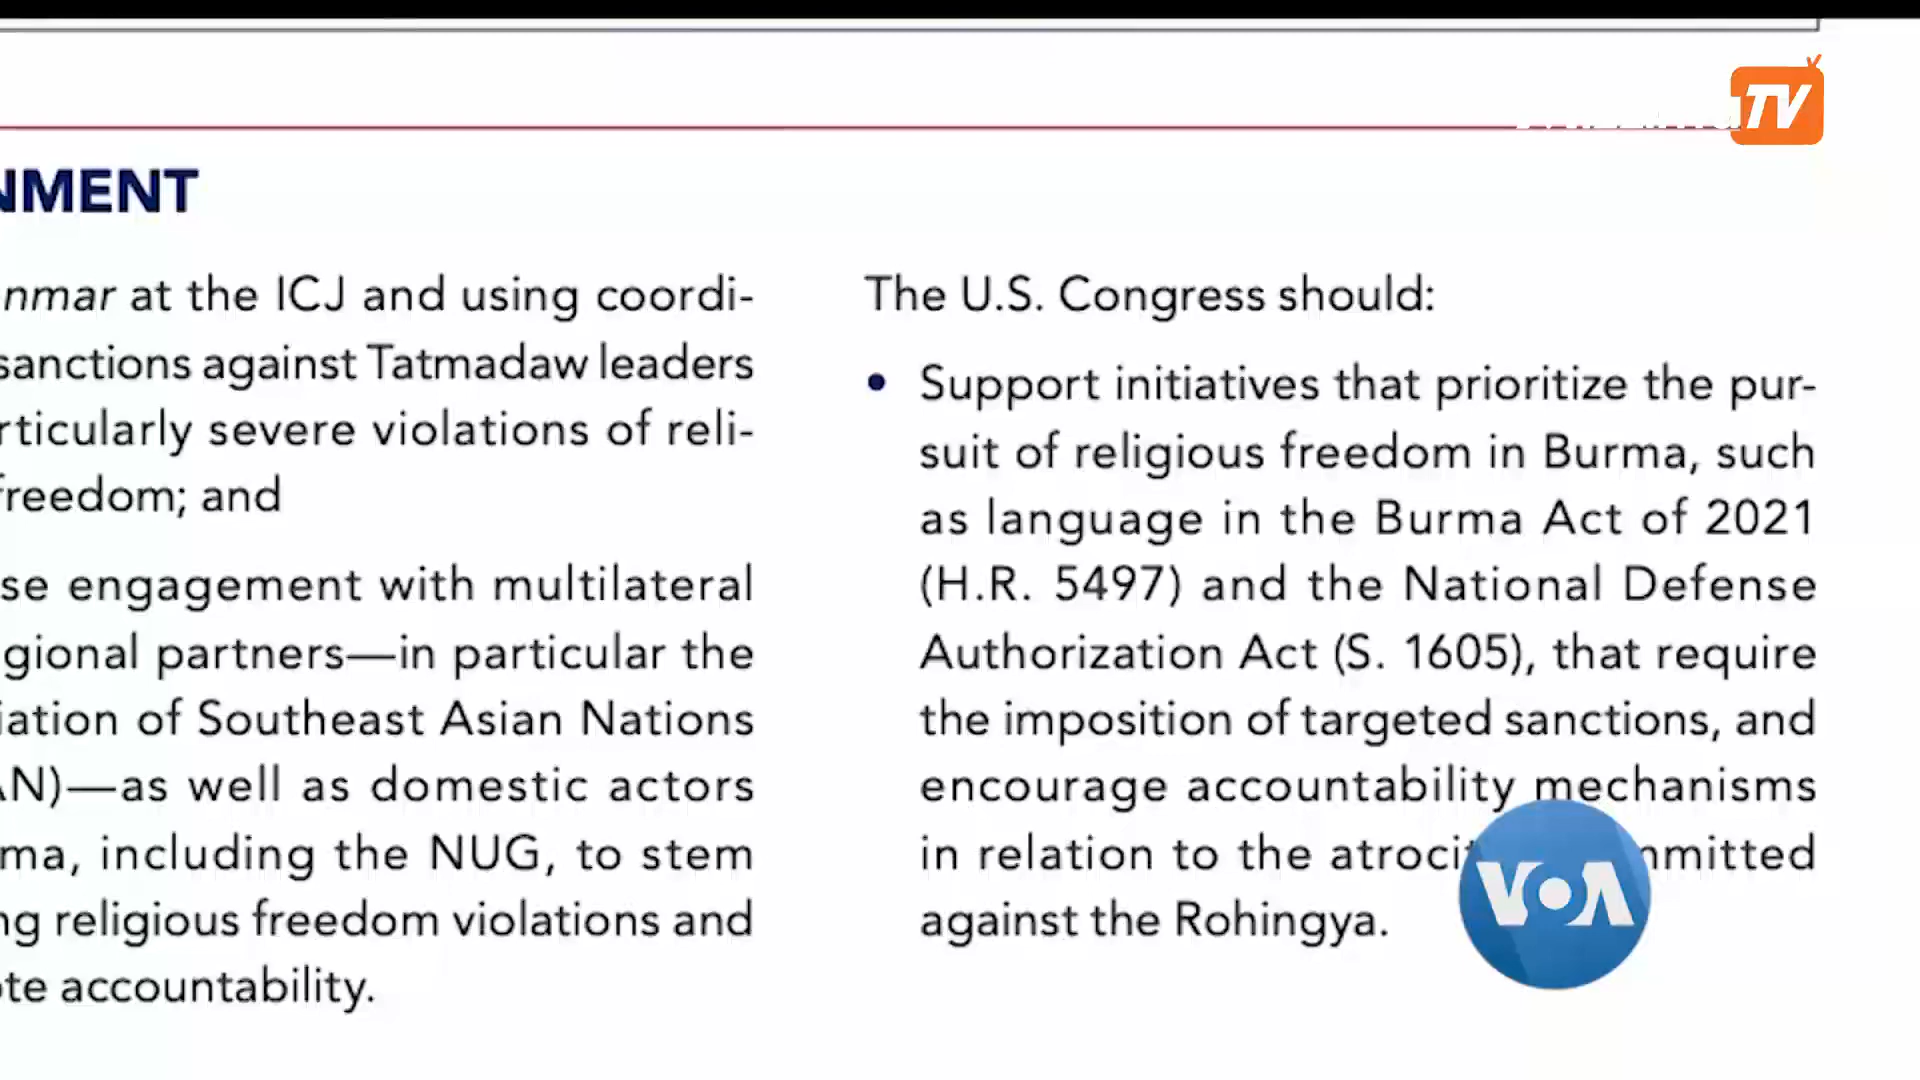 TV
NMENT
nmar at the ICJ and using coordi-
sanctions against Tatmadaw leaders
rticularly severe violations of reli-
freedom; and
se engagement with multilateral
gional partners—in particular the
iation of Southeast Asian Nations
AN)—as well as domestic actors
ma, including the NUG, to stem
ng religious freedom violations and
ote accountability.
The U.S. Congress should:
• Support initiatives that prioritize the pur-
suit of religious freedom in Burma, such
as language in the Burma Act of 2021
(H.R. 5497) and the National Defense
Authorization Act (S. 1605), that require
the imposition of targeted sanctions, and
encourage accountability mechanisms
in relation to the atrocit mmitted
against the Rohingya.
VOA